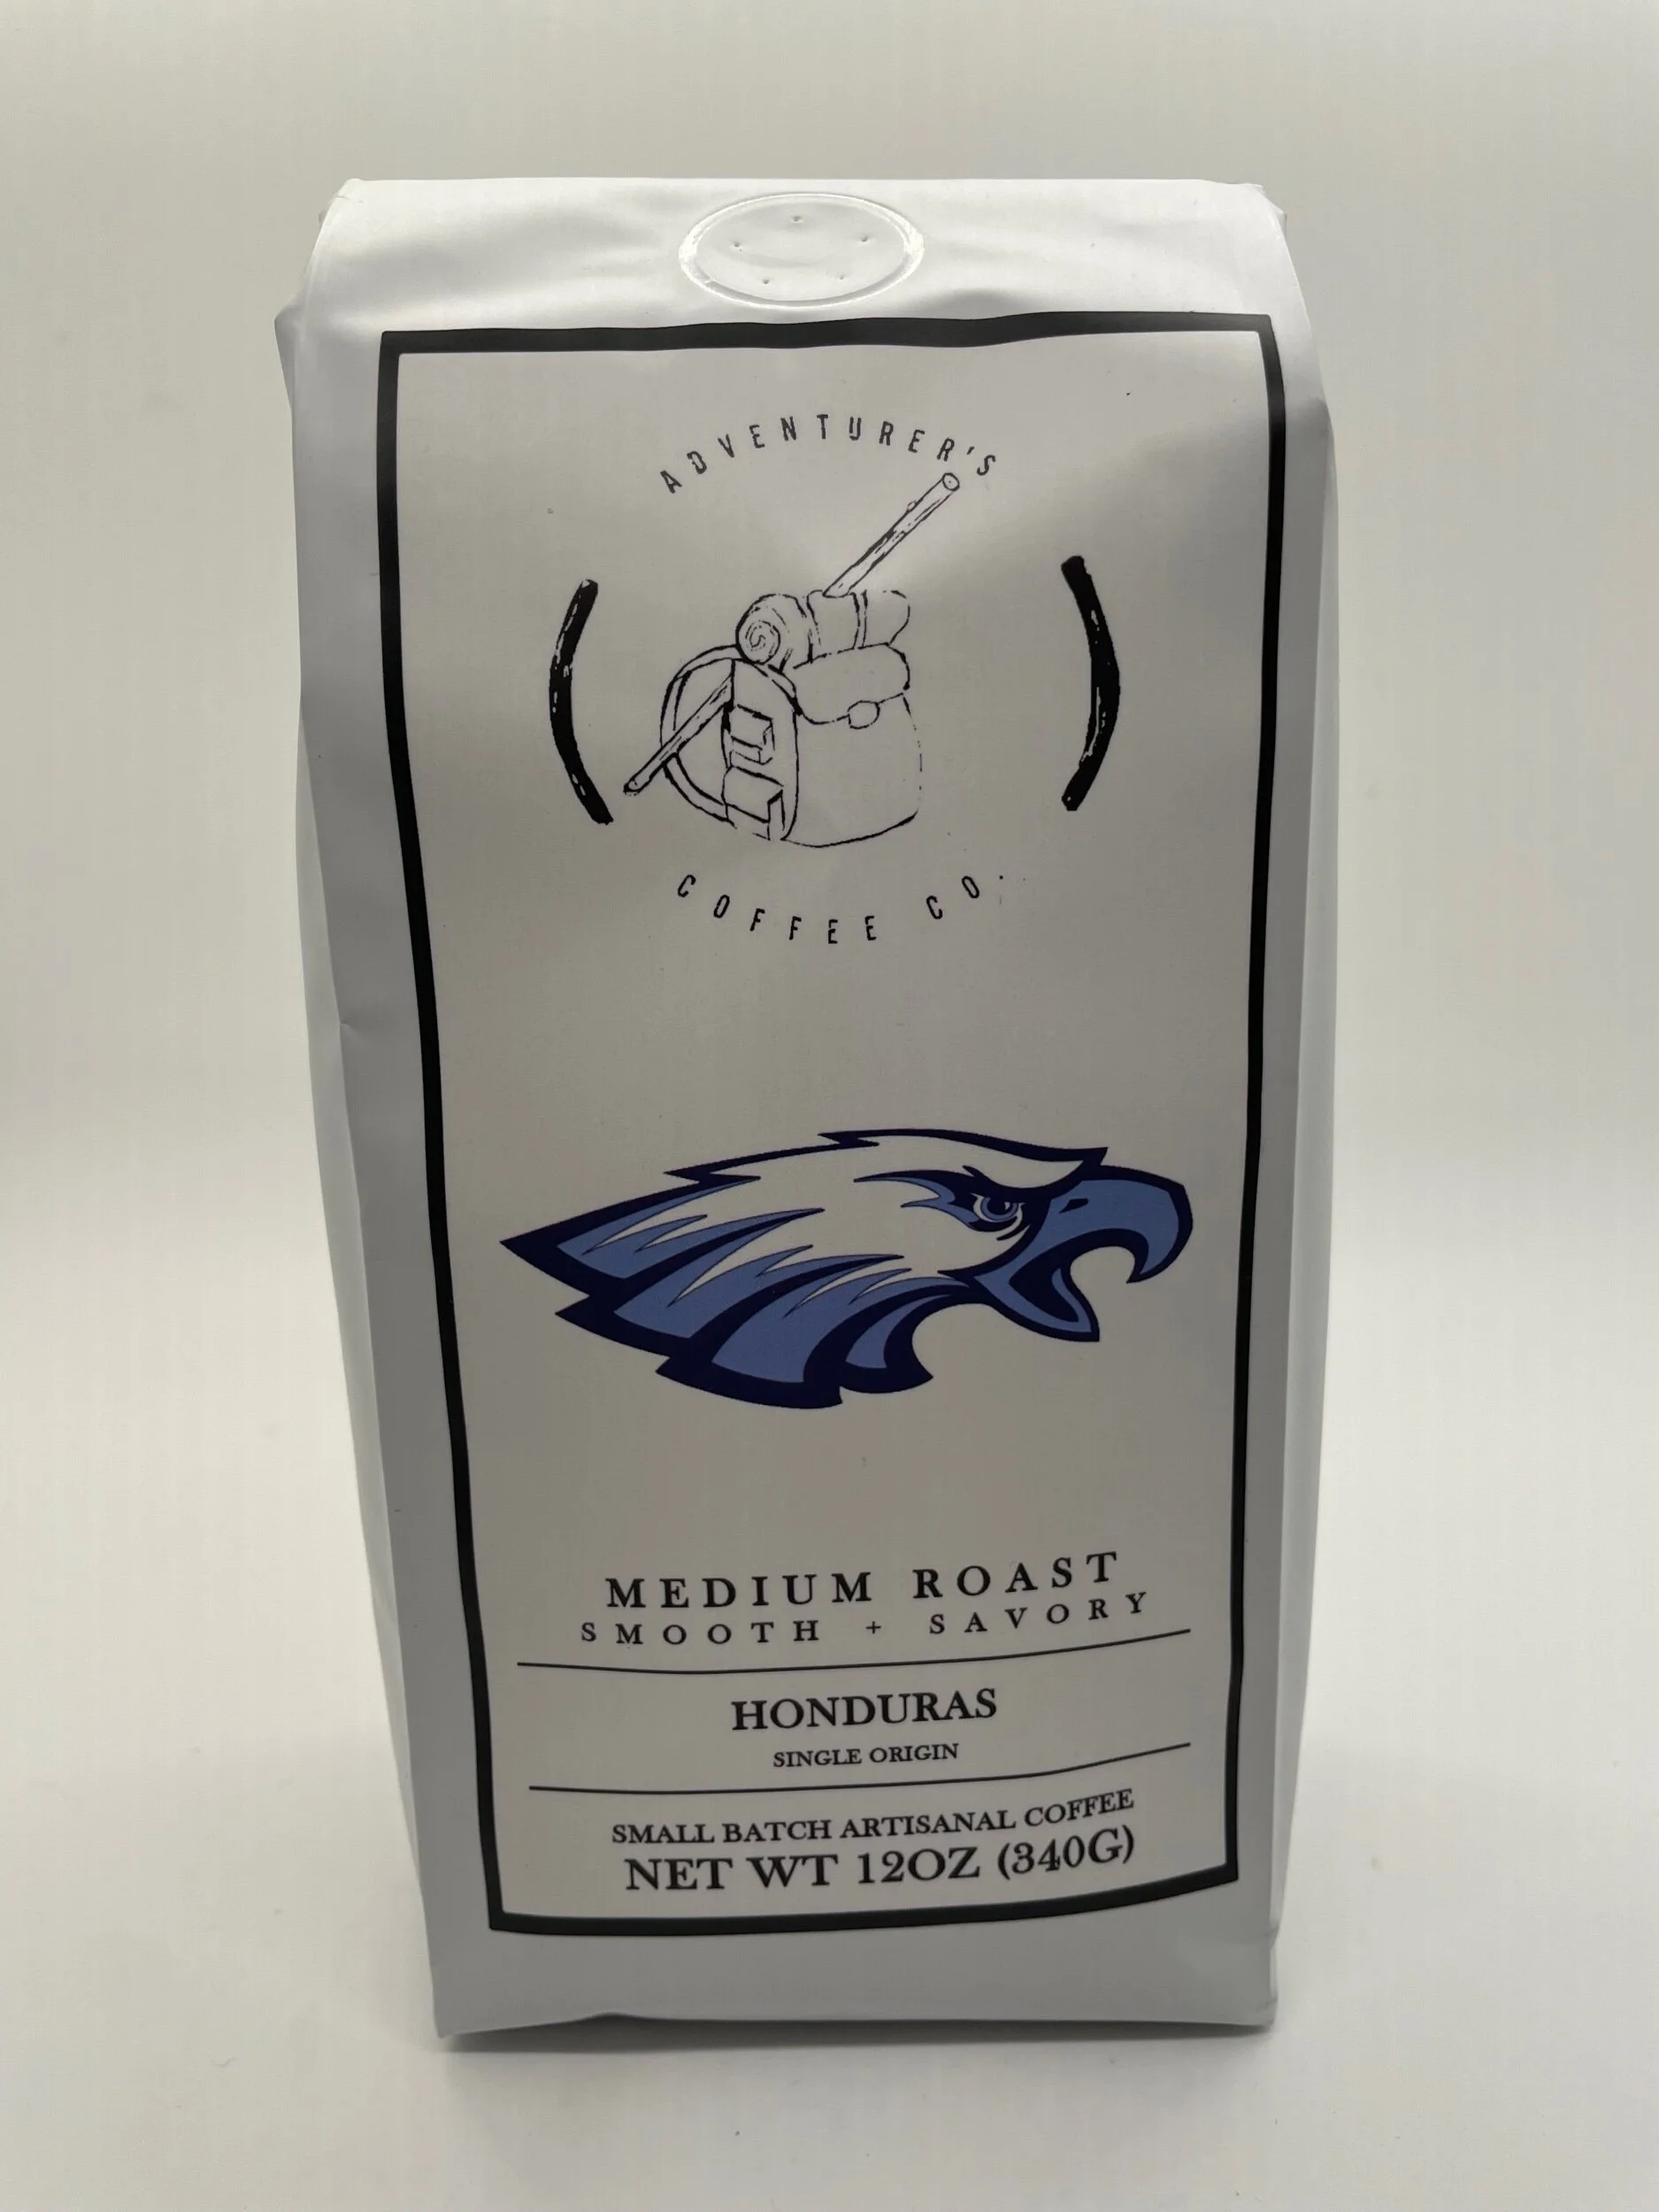 ADVENTURER'S
COFFEE CO.
MEDIUM ROAST
SMOOTH + SAVORY
HONDURAS
SINGLE ORIGIN
SMALL BATCH ARTISANAL COFFEE
NET WT 12OZ (340G)